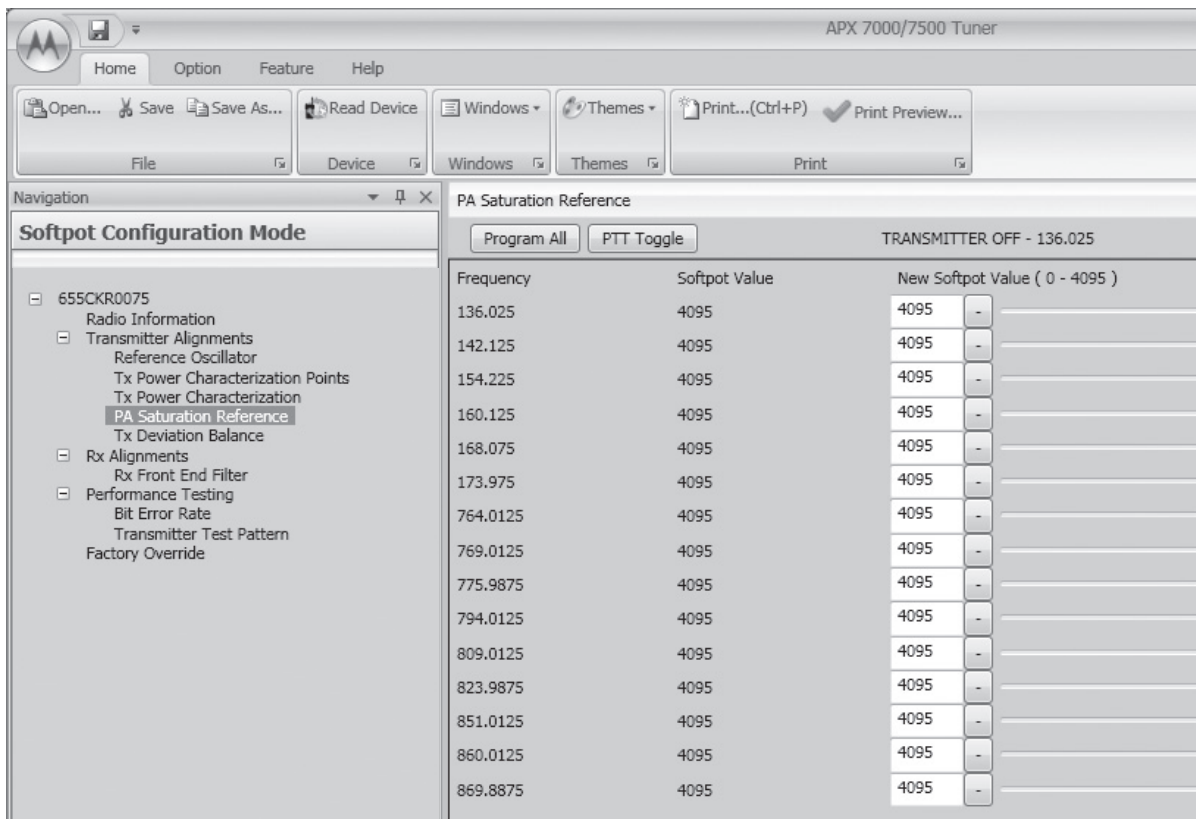 APX 7000/7500 Tuner
Home Option Feature Help
Open... Save Save As... Read Device Windows Themes Print...(Ctrl+P) Print Preview...
File Device Windows Themes Print
Navigation
Softpot Configuration Mode
655CKR0075
Radio Information
Transmitter Alignments
Reference Oscillator
Tx Power Characterization Points
Tx Power Characterization
PA Saturation Reference
Tx Deviation Balance
Rx Alignments
Rx Front End Filter
Performance Testing
Bit Error Rate
Transmitter Test Pattern
Factory Override
PA Saturation Reference
Program All PTT Toggle TRANSMITTER OFF - 136.025
Frequency Softpot Value New Softpot Value ( 0 - 4095 )
136.025 4095 4095 -
142.125 4095 4095 -
154.225 4095 4095 -
160.125 4095 4095 -
168.075 4095 4095 -
173.975 4095 4095 -
764.0125 4095 4095 -
769.0125 4095 4095 -
775.9875 4095 4095 -
794.0125 4095 4095 -
809.0125 4095 4095 -
823.9875 4095 4095 -
851.0125 4095 4095 -
860.0125 4095 4095 -
869.8875 4095 4095 -